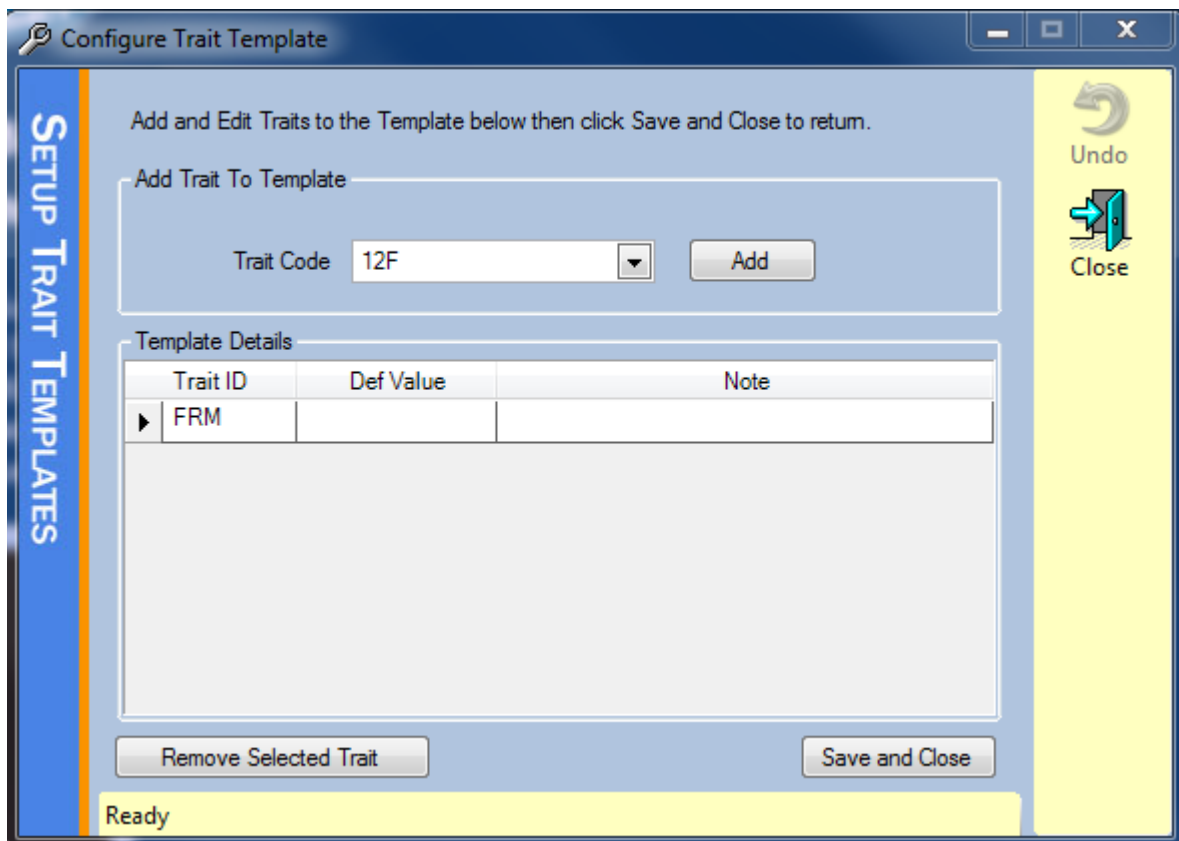 Configure Trait Template
SETUP TRAIT TEMPLATES
Add and Edit Traits to the Template below then click Save and Close to return.
Undo
Close
Add Trait To Template
Trait Code 12F Add
Template Details
Trait ID Def Value Note
FRM
Remove Selected Trait Save and Close
Ready